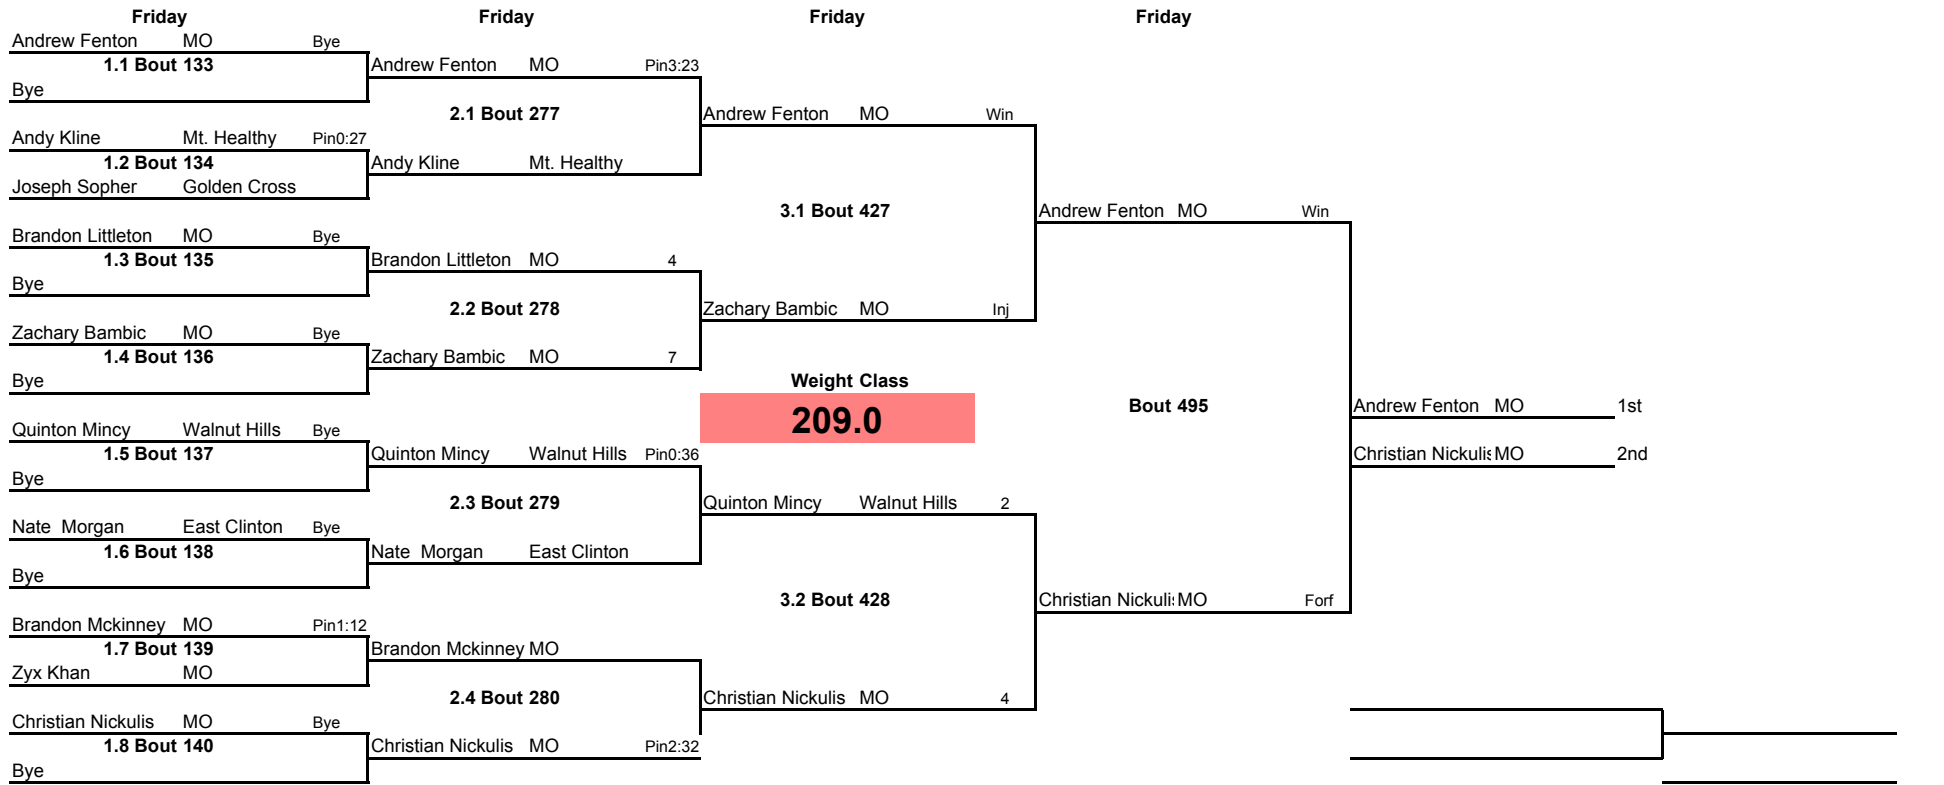 Friday Friday Friday Friday
Andrew Fenton MO Bye
1.1 Bout 133 Andrew Fenton MO Pin3:23
Bye
2.1 Bout 277 Andrew Fenton MO Win
Andy Kline Mt. Healthy Pin0:27
1.2 Bout 134 Andy Kline Mt. Healthy
Joseph Sopher Golden Cross
3.1 Bout 427 Andrew Fenton MO Win
Brandon Littleton MO Bye
1.3 Bout 135 Brandon Littleton MO 4
Bye
2.2 Bout 278 Zachary Bambic MO Inj
Zachary Bambic MO Bye
1.4 Bout 136 Zachary Bambic MO 7
Bye Weight Class
Bout 495 Andrew Fenton MO 1st
209.0
Quinton Mincy Walnut Hills Bye
1.5 Bout 137 Quinton Mincy Walnut Hills Pin0:36 Christian Nickulis MO 2nd
Bye
2.3 Bout 279 Quinton Mincy Walnut Hills 2
Nate Morgan East Clinton Bye
1.6 Bout 138 Nate Morgan East Clinton
Bye
3.2 Bout 428 Christian Nickulis MO Forf
Brandon Mckinney MO Pin1:12
1.7 Bout 139 Brandon Mckinney MO
Zyx Khan MO
2.4 Bout 280 Christian Nickulis MO 4
Christian Nickulis MO Bye
1.8 Bout 140 Christian Nickulis MO Pin2:32
Bye